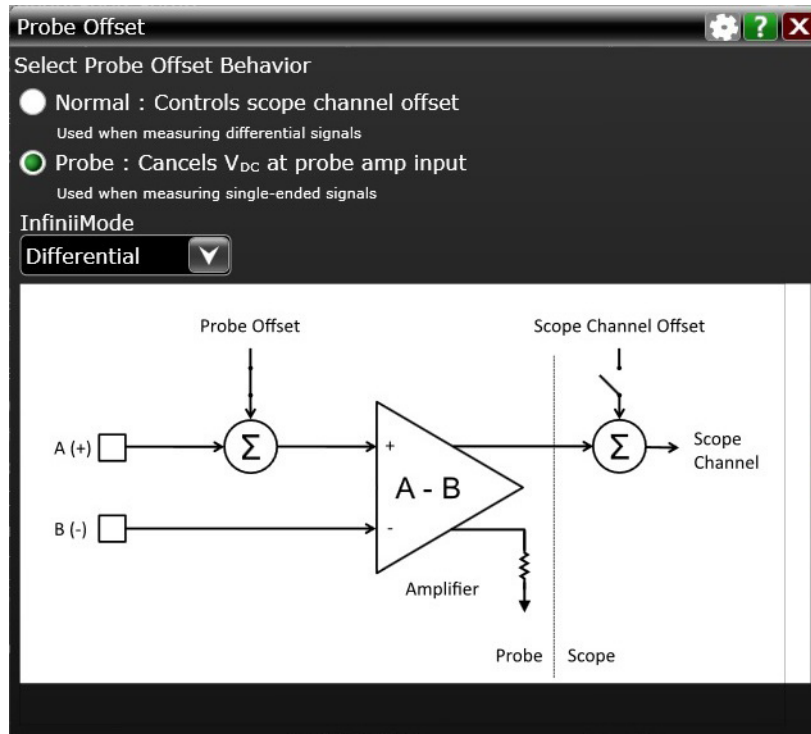 Probe Offset
?
X
Select Probe Offset Behavior
Normal : Controls scope channel offset
Used when measuring differential signals
Probe : Cancels VDC at probe amp input
Used when measuring single-ended signals
InfiniiMode
Differential
Probe Offset
Scope Channel Offset
A (+)
Σ
+
A - B
Σ
Scope
Channel
B (-)
-
Amplifier
Probe
Scope